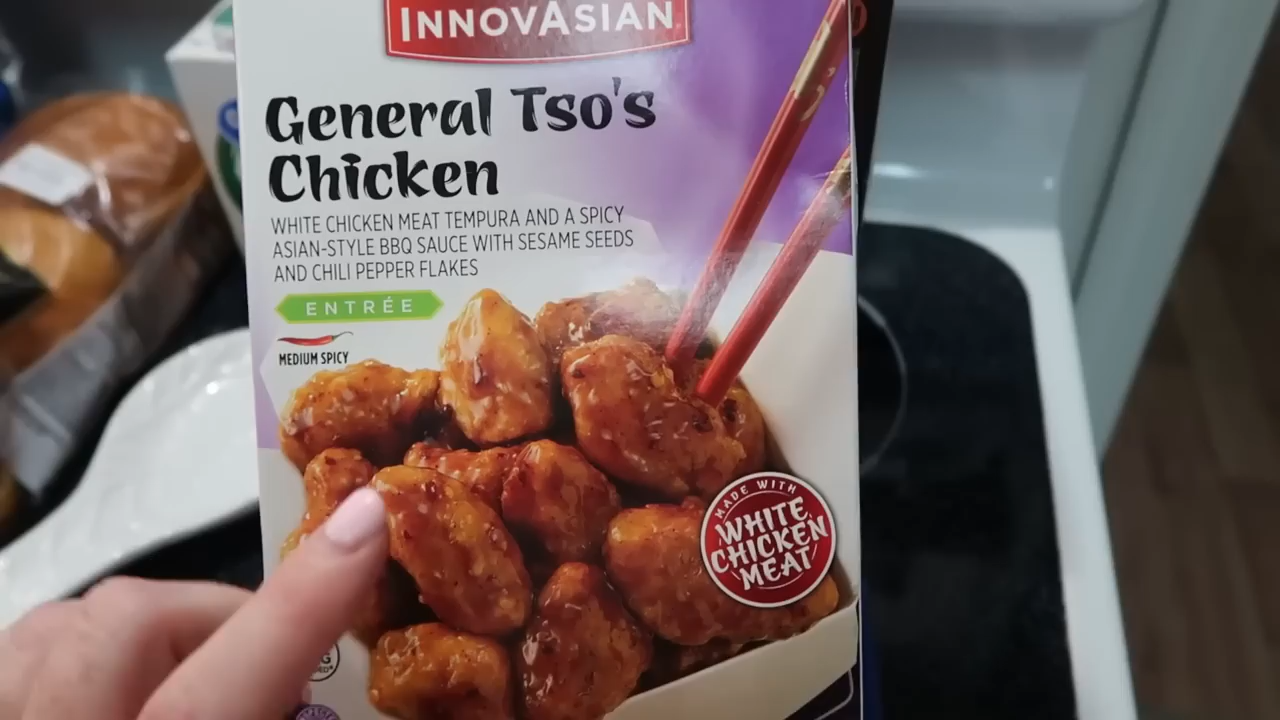 INNOVASIAN
General Tso's
Chicken
WHITE CHICKEN MEAT TEMPURA AND A SPICY
ASIAN-STYLE BBQ SAUCE WITH SESAME SEEDS
AND CHILI PEPPER FLAKES
ENTRÉE
MEDIUM SPICY
MADE WITH
WHITE
CHICKEN
MEAT